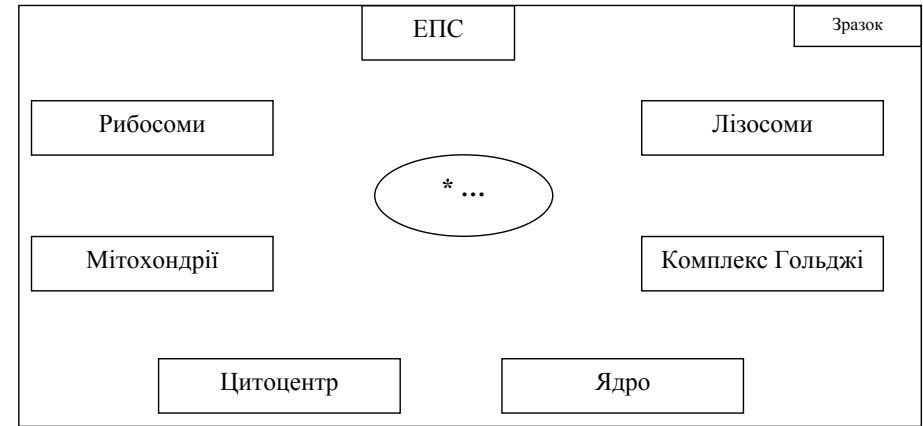 ЕПС
Зразок
Рибосоми
Лізосоми
* ...
Мітохондрії
Комплекс Гольджі
Цитоцентр
Ядро